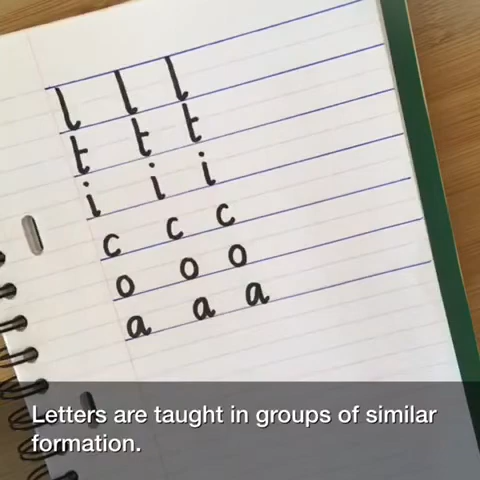 l l l
t t t
i i i
c c c
o o o
a a a
Letters are taught in groups of similar
formation.